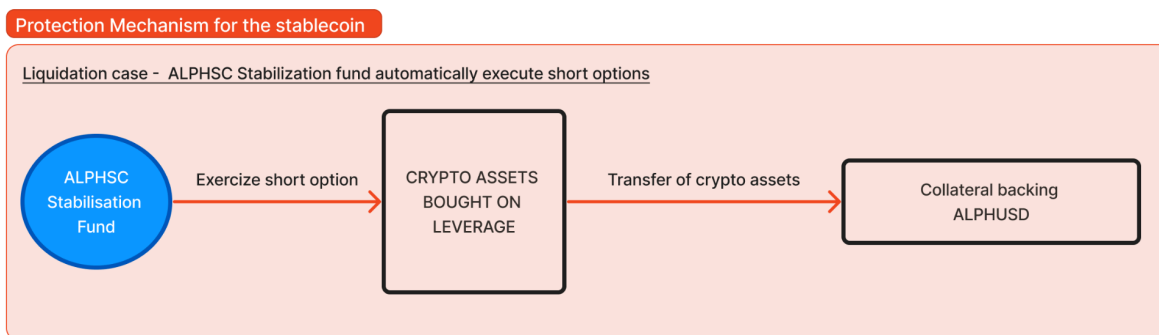 Protection Mechanism for the stablecoin
Liquidation case - ALPHSC Stabilization fund automatically execute short options
ALPHSC
Stabilisation
Fund
Exercize short option
CRYPTO ASSETS
BOUGHT ON
LEVERAGE
Transfer of crypto assets
Collateral backing
ALPHUSD